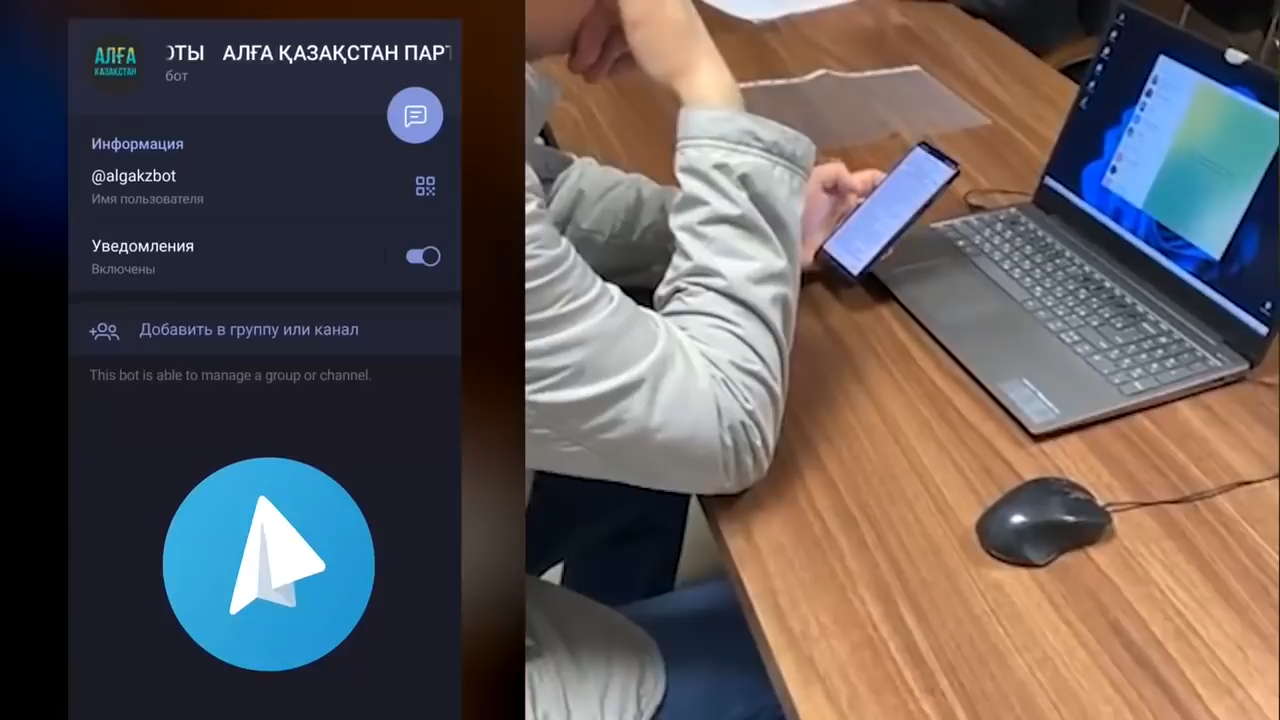 АЛҒА
ҚАЗАҚСТАН
ОТЫ АЛҒА ҚАЗАҚСТАН ПАРТ
бот
Информация
@algakzbot
Имя пользователя
Уведомления
Включены
Добавить в группу или канал
This bot is able to manage a group or channel.